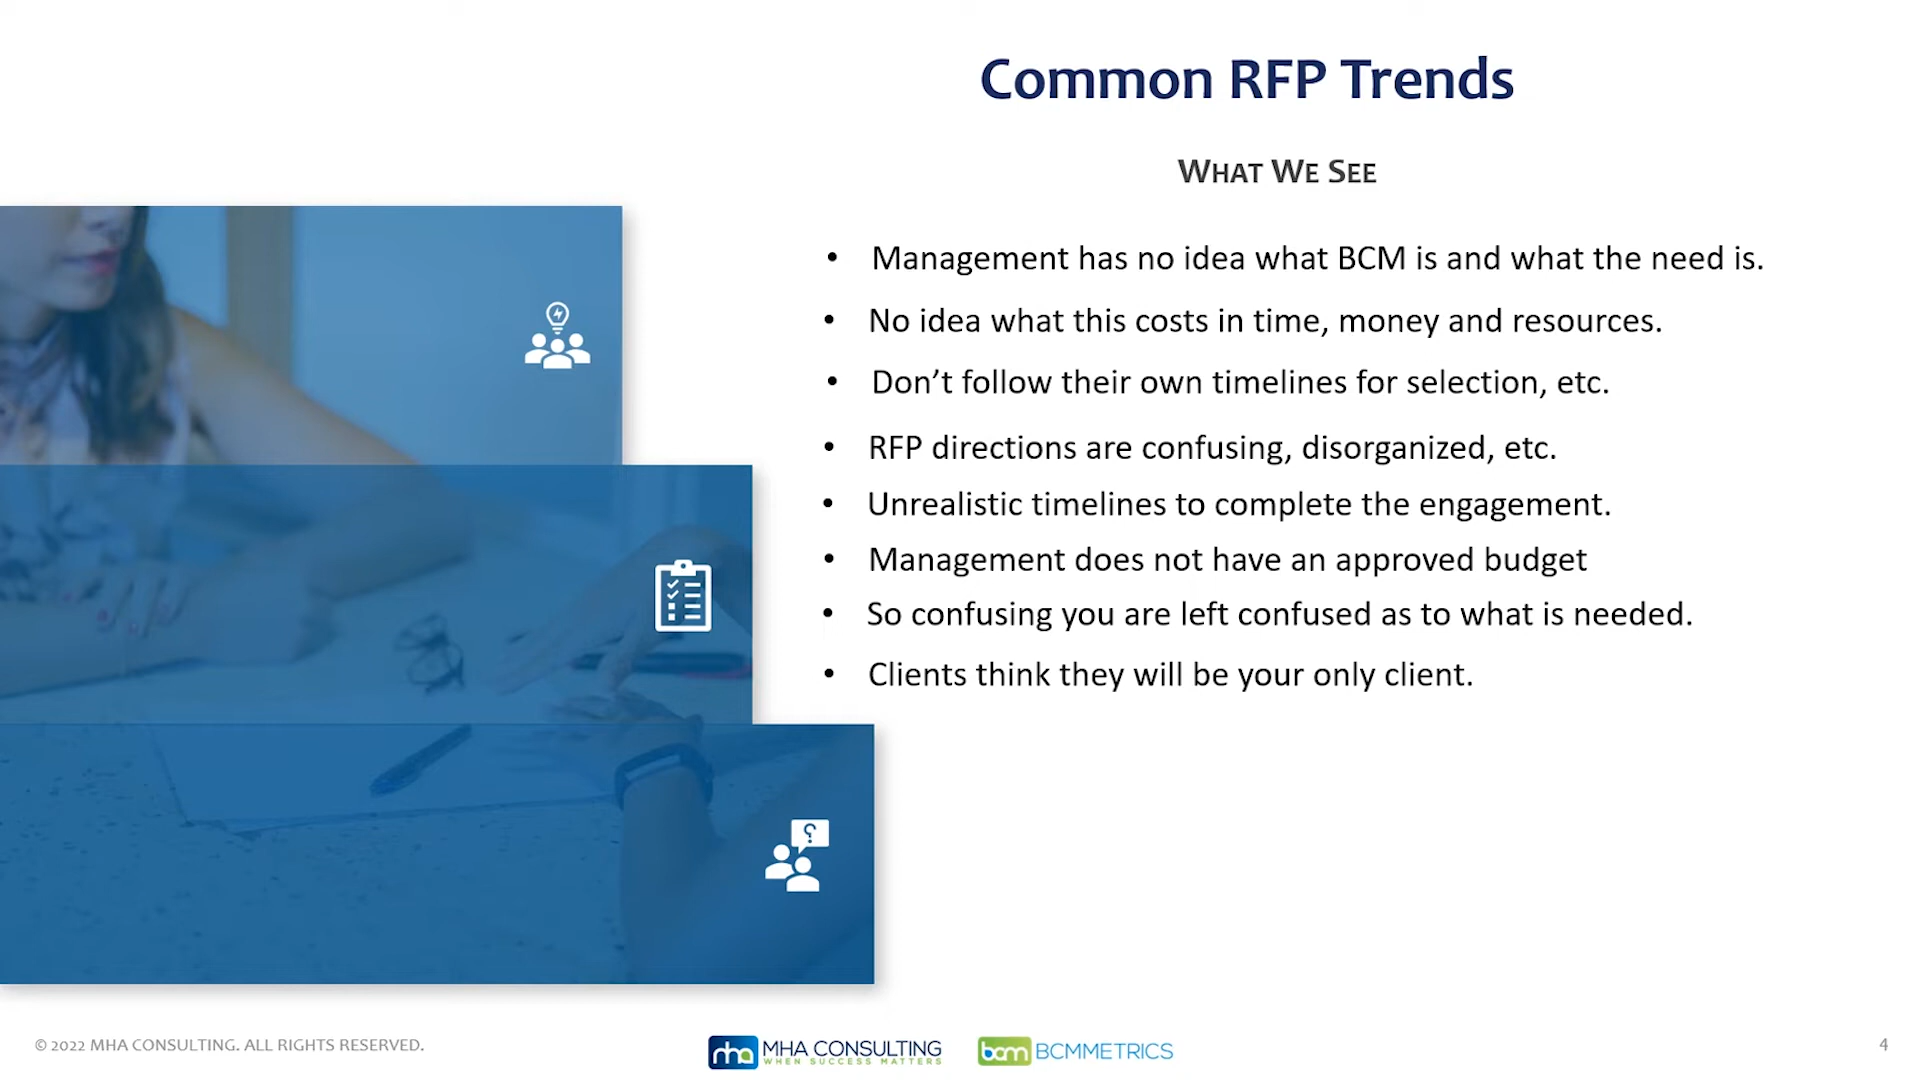 Common RFP Trends
What We See
• Management has no idea what BCM is and what the need is.
• No idea what this costs in time, money and resources.
• Don’t follow their own timelines for selection, etc.
• RFP directions are confusing, disorganized, etc.
• Unrealistic timelines to complete the engagement.
• Management does not have an approved budget
• So confusing you are left confused as to what is needed.
• Clients think they will be your only client.
?
© 2022 MHA CONSULTING. ALL RIGHTS RESERVED.
mha MHA CONSULTING
WHEN SUCCESS MATTERS
bcm BCMMETRICS
4